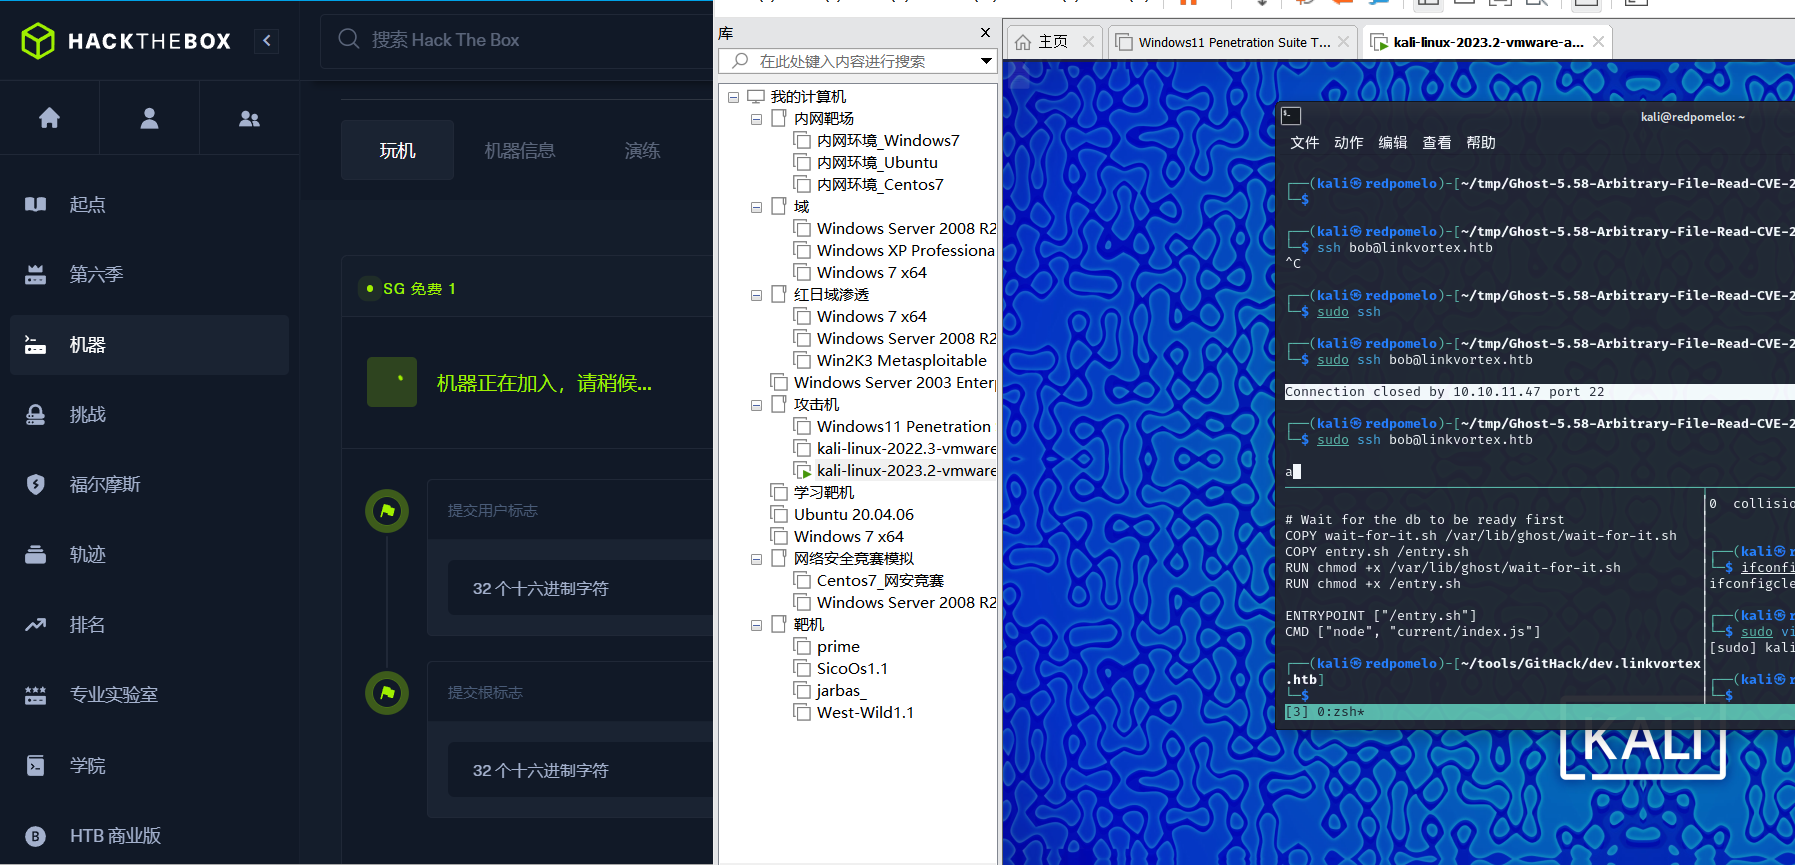 HACKTHEBOX
搜索 Hack The Box
起点
第六季
机器
挑战
福尔摩斯
轨迹
排名
专业实验室
学院
HTB 商业版
玩机
机器信息
演练
SG 免费 1
机器正在加入，请稍候...
提交用户标志
32 个十六进制字符
提交根标志
32 个十六进制字符
库
在此处键入内容进行搜索
我的计算机
内网靶场
内网环境_Windows7
内网环境_Ubuntu
内网环境_Centos7
域
Windows Server 2008 R2
Windows XP Professiona
Windows 7 x64
红日域渗透
Windows 7 x64
Windows Server 2008 R2
Win2K3 Metasploitable
Windows Server 2003 Enter
攻击机
Windows11 Penetration
kali-linux-2022.3-vmware
kali-linux-2023.2-vmware
学习靶机
Ubuntu 20.04.06
Windows 7 x64
网络安全竞赛模拟
Centos7_网安竞赛
Windows Server 2008 R2
靶机
prime
SicoOs1.1
jarbas_
West-Wild1.1
主页
Windows11 Penetration Suite T...
kali-linux-2023.2-vmware-a...
kali@redpomelo: ~
文件 动作 编辑 查看 帮助
┌──(kali㉿redpomelo)-[~/tmp/Ghost-5.58-Arbitrary-File-Read-CVE-2
└─$
┌──(kali㉿redpomelo)-[~/tmp/Ghost-5.58-Arbitrary-File-Read-CVE-2
└─$ ssh bob@linkvortex.htb
^C
┌──(kali㉿redpomelo)-[~/tmp/Ghost-5.58-Arbitrary-File-Read-CVE-2
└─$ sudo ssh
┌──(kali㉿redpomelo)-[~/tmp/Ghost-5.58-Arbitrary-File-Read-CVE-2
└─$ sudo ssh bob@linkvortex.htb
Connection closed by 10.10.11.47 port 22
┌──(kali㉿redpomelo)-[~/tmp/Ghost-5.58-Arbitrary-File-Read-CVE-2
└─$ sudo ssh bob@linkvortex.htb
a
# Wait for the db to be ready first
COPY wait-for-it.sh /var/lib/ghost/wait-for-it.sh
COPY entry.sh /entry.sh
RUN chmod +x /var/lib/ghost/wait-for-it.sh
RUN chmod +x /entry.sh
ENTRYPOINT ["/entry.sh"]
CMD ["node", "current/index.js"]
┌──(kali㉿redpomelo)-[~/tools/GitHack/dev.linkvortex
.htb]
└─$
0 collisio
┌──(kali㉿r
└─$ ifconfi
ifconfigcle
┌──(kali㉿r
└─$ sudo vi
[sudo] kali
┌──(kali㉿r
└─$
[3] 0:zsh*
KALI